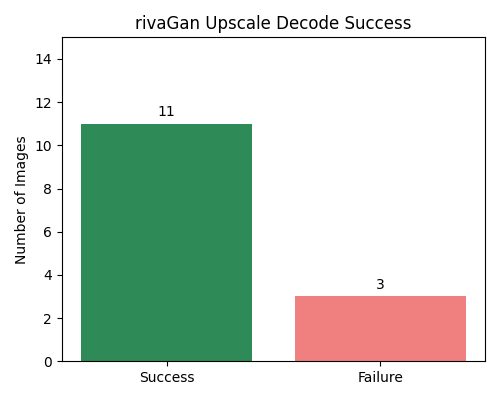 rivaGan Upscale Decode Success
Number of Images
14
12
10
8
6
4
2
0
11
3
Success
Failure